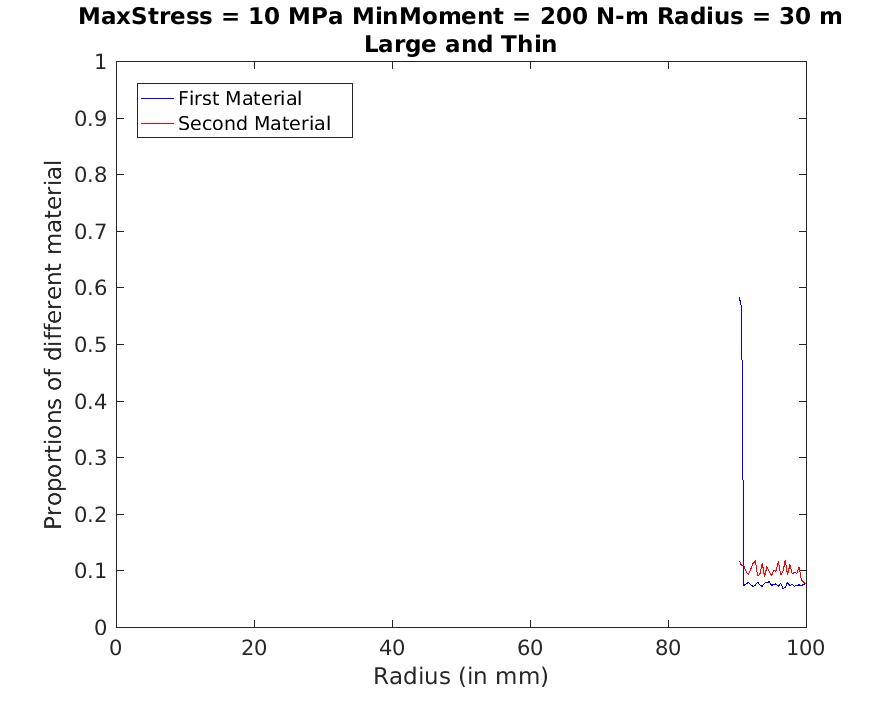 MaxStress = 10 MPa MinMoment = 200 N-m Radius = 30 m
Large and Thin
1
0.9
0.8
0.7
0.6
0.5
0.4
0.3
0.2
0.1
0
First Material
Second Material
Proportions of different material
0 20 40 60 80 100
Radius (in mm)